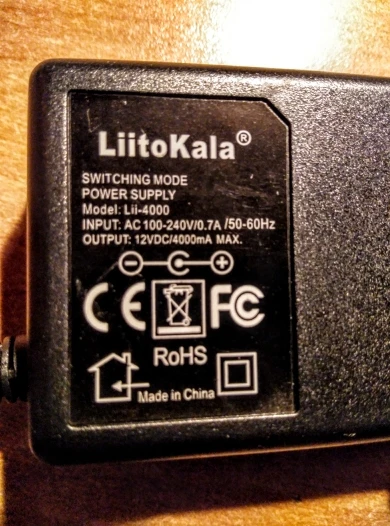 LiitoKala®
SWITCHING MODE
POWER SUPPLY
Model: Lii-4000
INPUT: AC 100-240V/0.7A /50-60Hz
OUTPUT: 12VDC/4000mA MAX.
CE FC
RoHS
Made in China